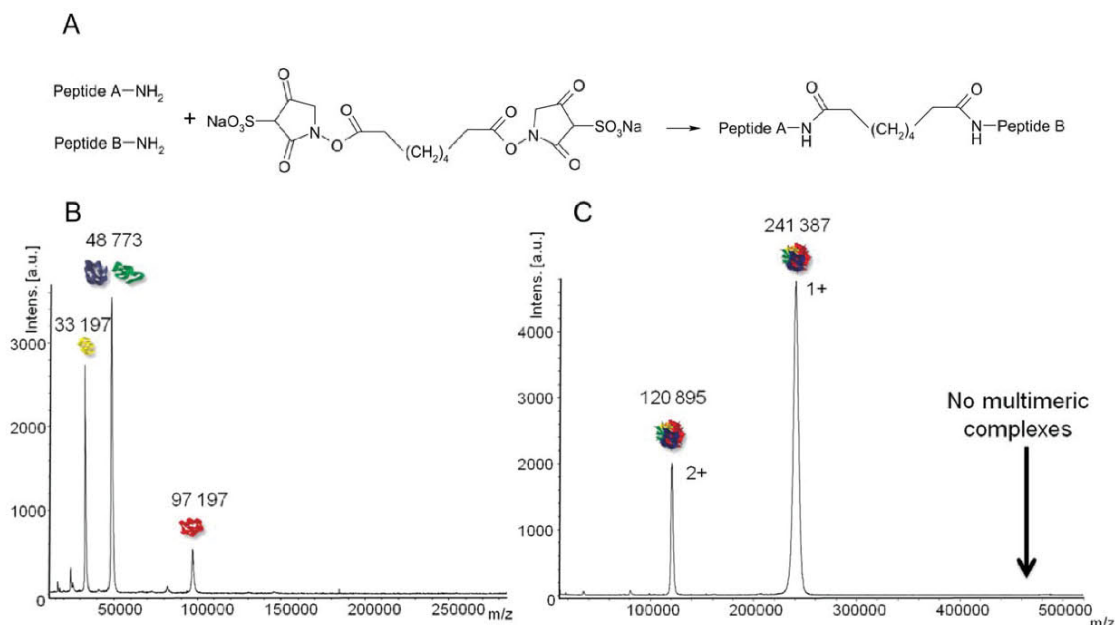 A
Peptide A—NH₂
Peptide B—NH₂
+
NaO₃S
O
O
N
O
O
(CH₂)₄
O
O
N
O
O
SO₃Na
Peptide A—N
H
O
(CH₂)₄
O
N—Peptide B
H
B
48 773
33 197
97 197
Intens. [a.u.]
3000
2000
1000
0
50000
100000
150000
200000
250000
m/z
C
241 387
1+
120 895
2+
No multimeric
complexes
Intens. [a.u.]
4000
3000
2000
1000
0
100000
200000
300000
400000
500000
m/z